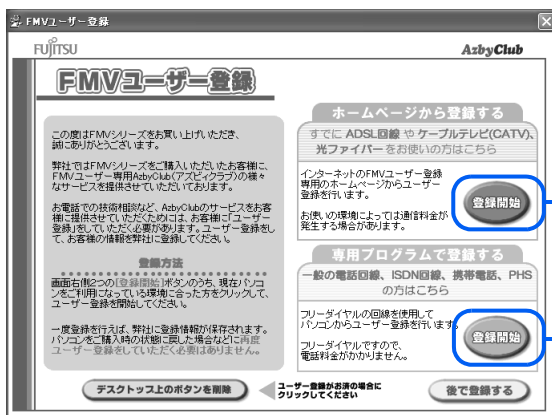 FMVユーザー登録
FUJITSU
AzbyClub
FMVユーザー登録
この度はFMVシリーズをお買い上げいただき、
誠にありがとうございます。
弊社ではFMVシリーズをご購入いただいたお客様に、
FMVユーザー専用AzbyClub(アズビィクラブ)の様々
なサービスを提供させていただいております。
お電話での技術相談など、AzbyClubのサービスをお客
様に提供させていただくためには、お客様に「ユーザー
登録」をしていただく必要があります。ユーザー登録をし
て、お客様の情報を弊社に登録してください。
登録方法
画面右側2つの[登録開始]ボタンのうち、現在パソコ
ンをご利用になっている環境に合った方をクリックして、
ユーザー登録を開始してください。
一度登録を行えば、弊社に登録情報が保存されます。
パソコンをご購入時の状態に戻した場合などに再度
ユーザー登録をしていただく必要はありません。
ホームページから登録する
すでに ADSL回線 や ケーブルテレビ(CATV)、
光ファイバー をお使いの方はこちら
インターネットのFMVユーザー登録
専用のホームページからユーザー
登録を行います。
お使いの環境によっては通信料金が
発生する場合があります。
登録開始
専用プログラムで登録する
一般の電話回線、ISDN回線、携帯電話、PHS
の方はこちら
フリーダイヤルの回線を使用して
パソコンからユーザー登録を行います。
フリーダイヤルですので、
電話料金がかかりません。
登録開始
デスクトップ上のボタンを削除
ユーザー登録がお済の場合に
クリックしてください
後で登録する